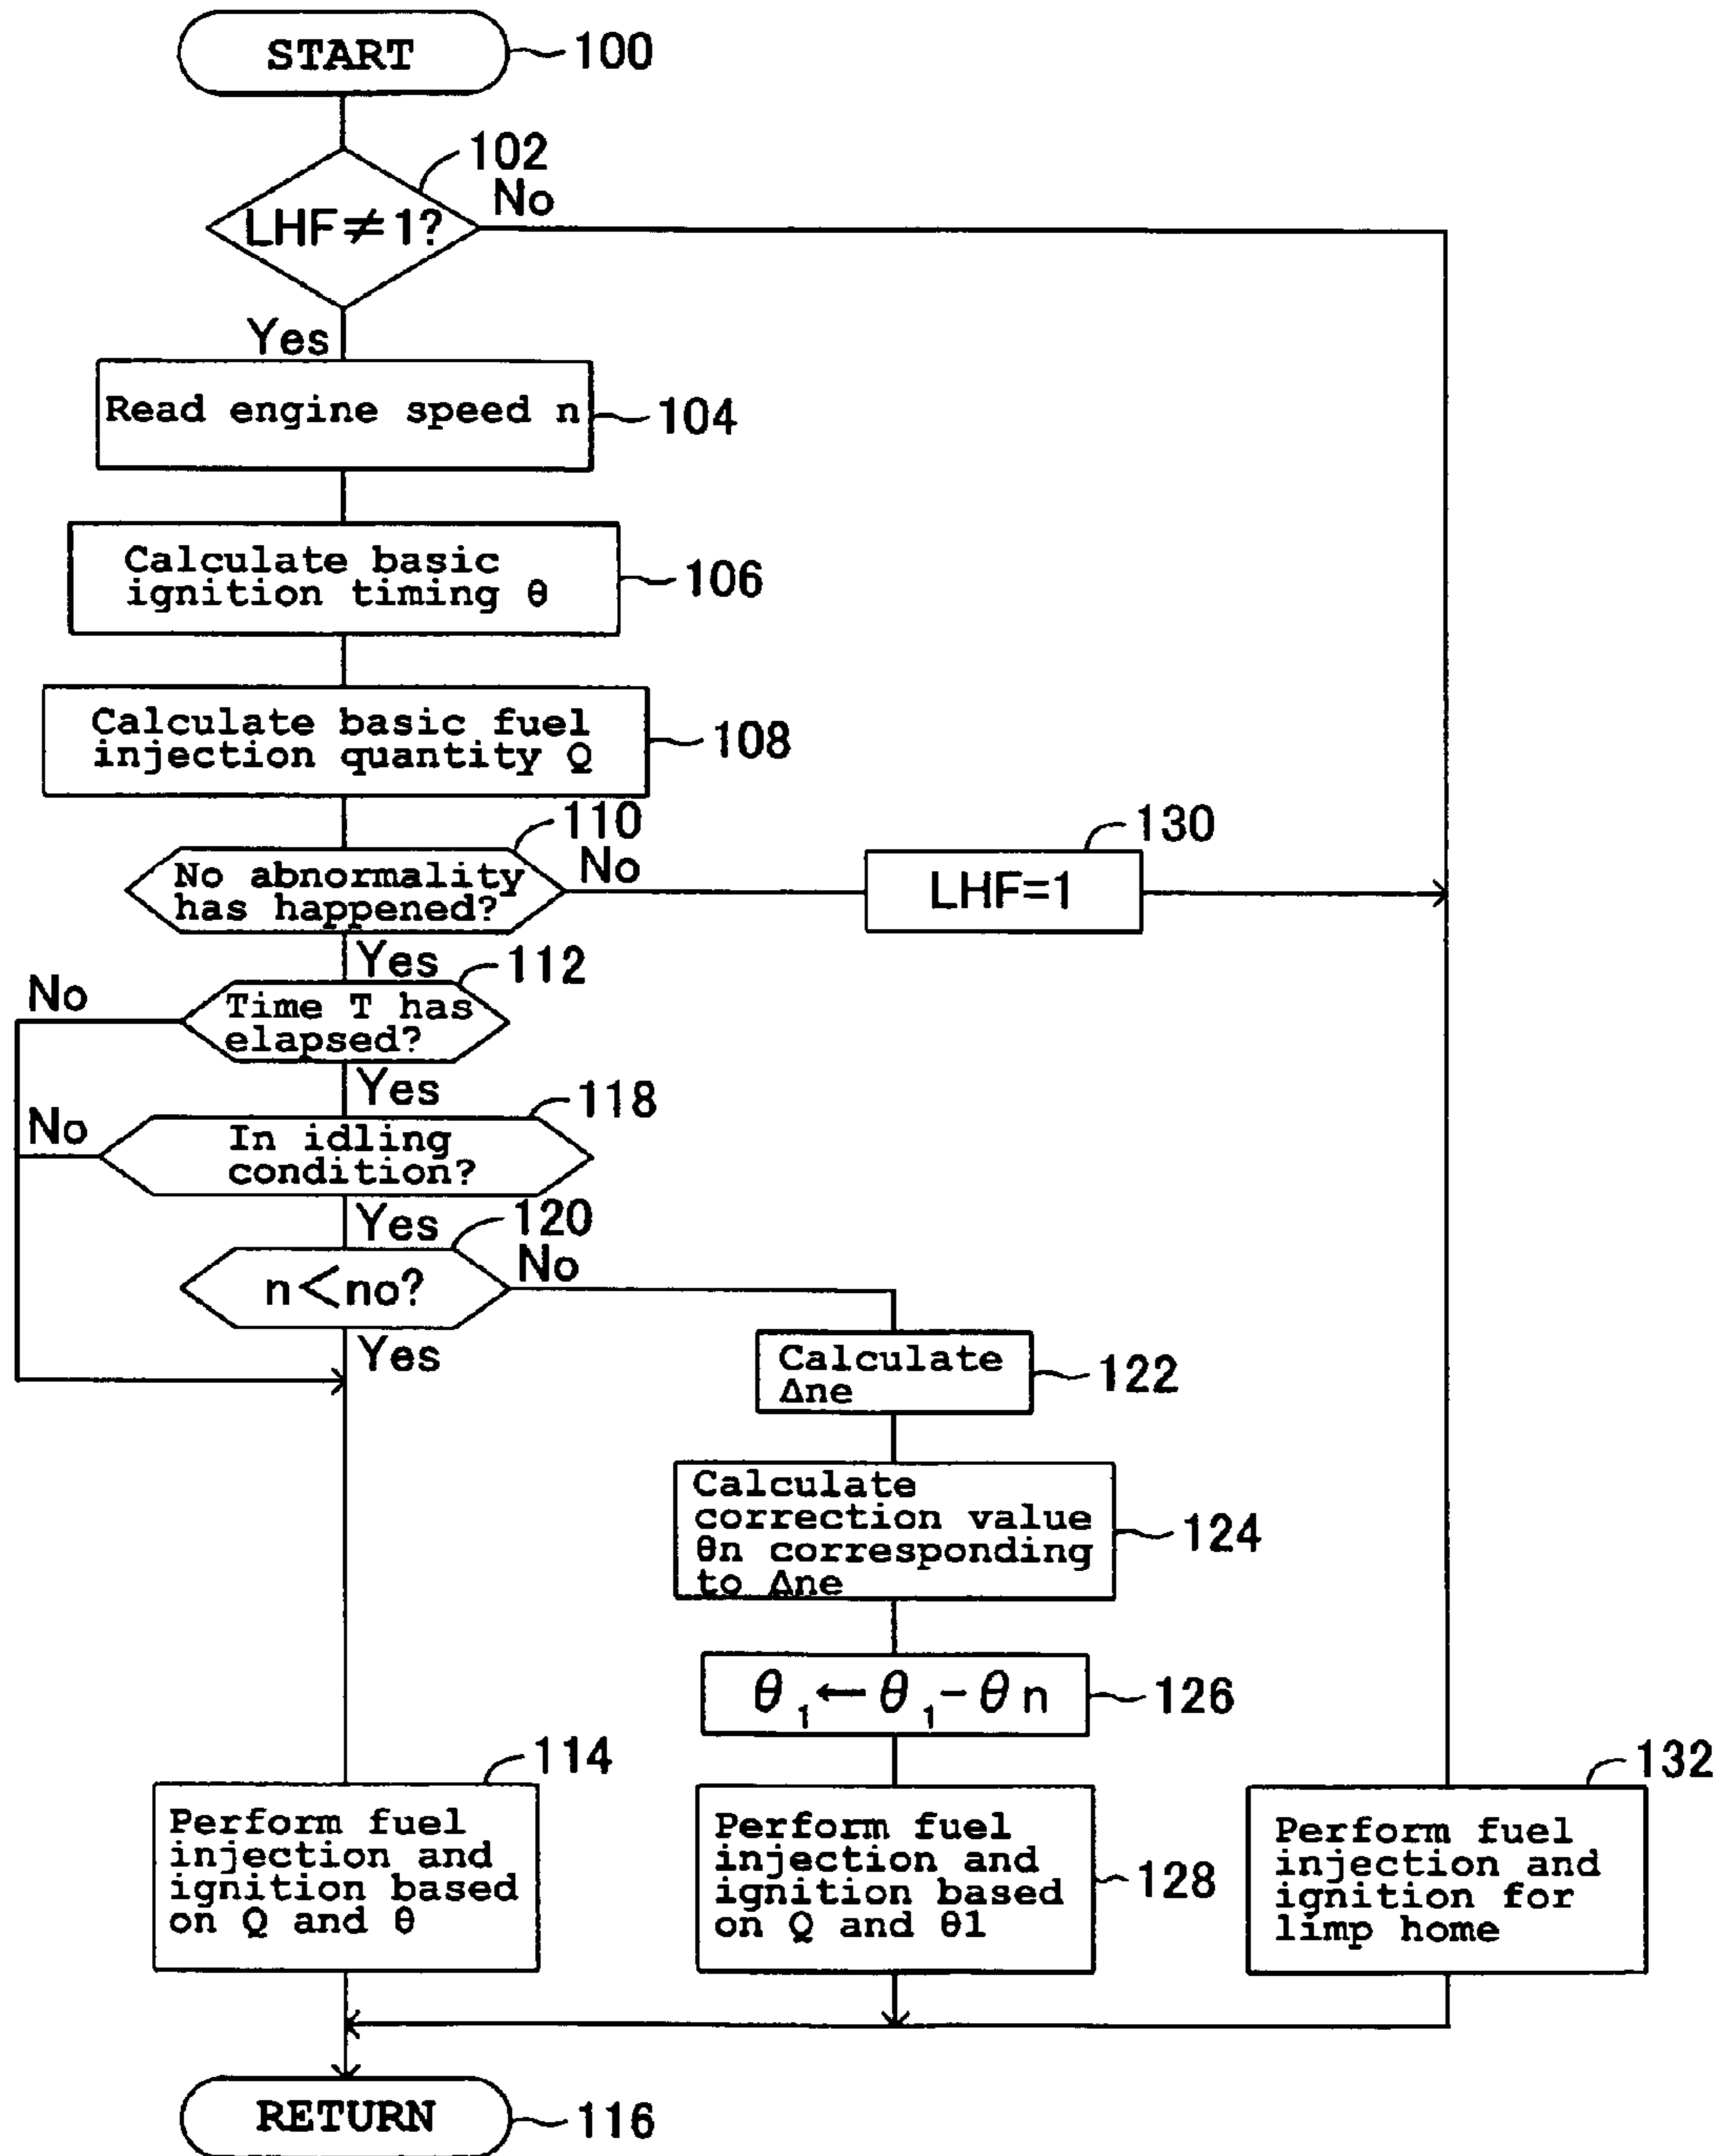 START
100
102
No
LHF≠1?
Yes
Read engine speed n
104
Calculate basic
ignition timing θ
106
Calculate basic fuel
injection quantity Q
108
110
No abnormality
has happened?
No
130
LHF=1
Yes
112
No
Time T has
elapsed?
Yes
118
No
In idling
condition?
Yes
120
n<no?
No
Yes
Calculate
Δne
122
Calculate
correction value
θn corresponding
to Δne
124
θ₁←θ₁-θn
126
114
Perform fuel
injection and
ignition based
on Q and θ
Perform fuel
injection and
ignition based
on Q and θ1
128
132
Perform fuel
injection and
ignition for
limp home
RETURN
116